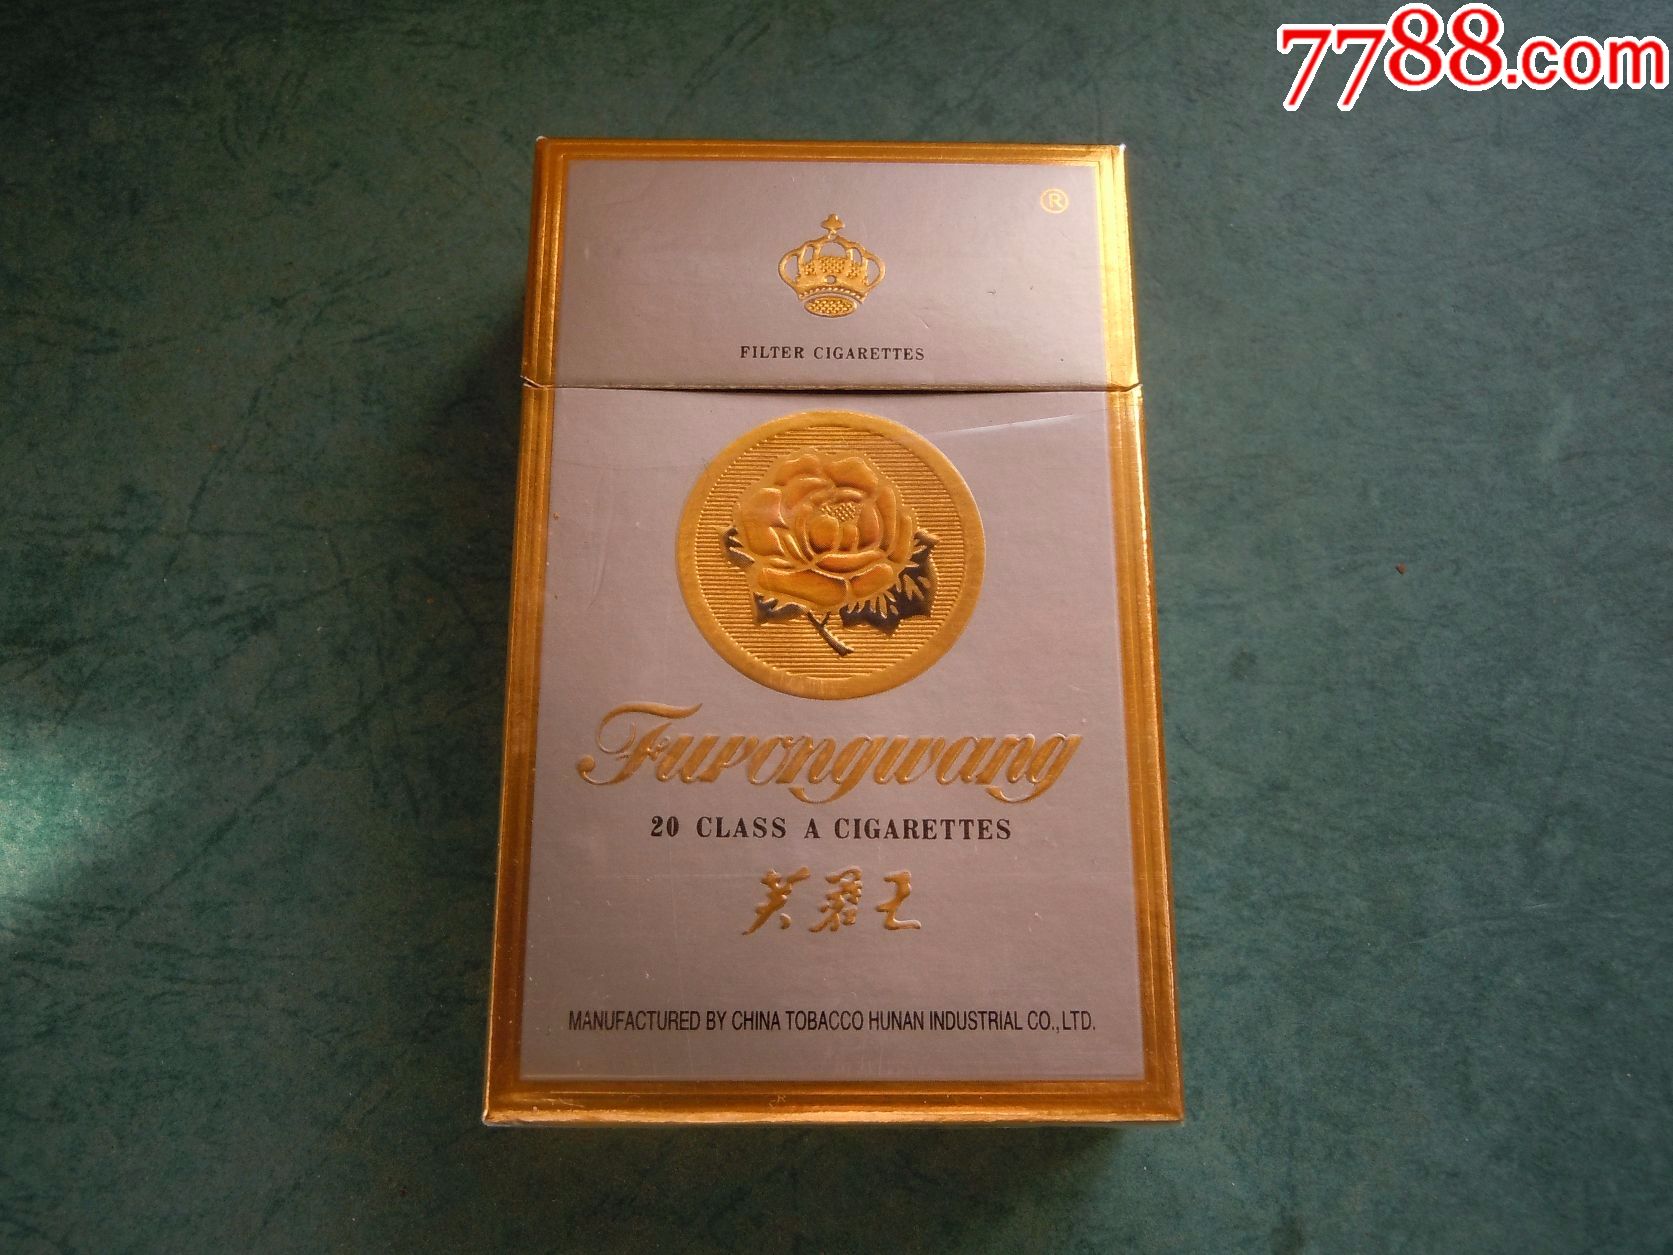 7788.com
®
FILTER CIGARETTES
Furongwang
20 CLASS A CIGARETTES
芙蓉王
MANUFACTURED BY CHINA TOBACCO HUNAN INDUSTRIAL CO.,LTD.